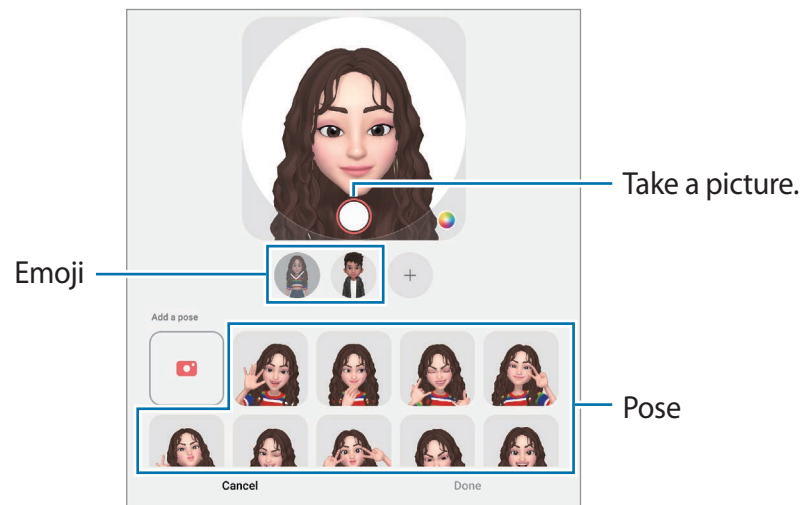 Take a picture.
Emoji
Add a pose
Pose
Cancel
Done